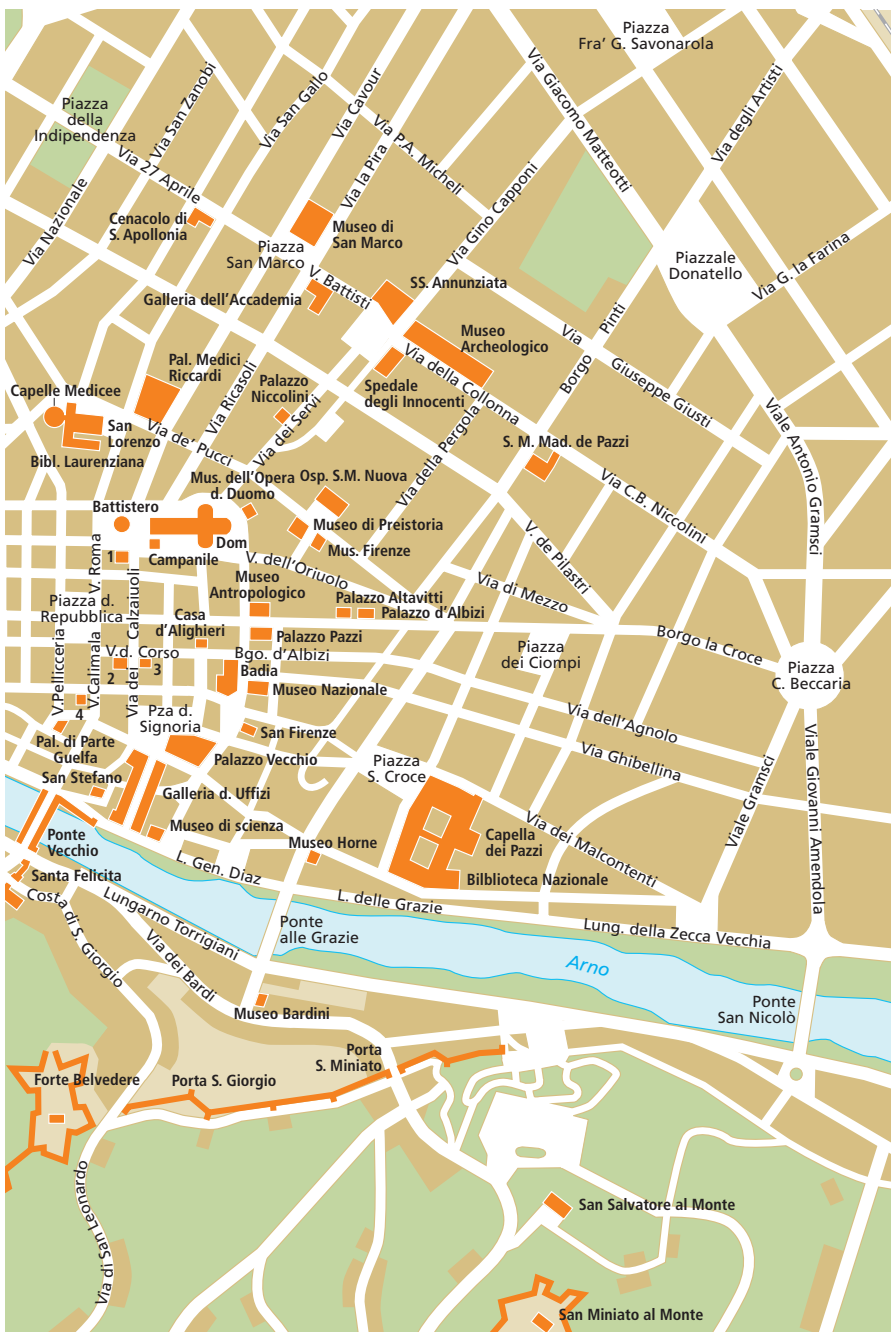 Piazza
Fra' G. Savonarola
Piazza
della
Indipendenza
Via San Zanobi
Via San Gallo
Via Cavour
Via la Pira
Via P.A. Micheli
Via Giacomo Matteotti
Via degli Artisti
Via 27 Aprile
Via Nazionale
Via Gino Capponi
Cenacolo di
S. Apollonia
Museo di
San Marco
Piazza
San Marco
V. Battisti
Galleria dell'Accademia
SS. Annunziata
Piazzale
Donatello
Via G. la Farina
Museo
Archeologico
Borgo Pinti
Via Giuseppe Giusti
Via della Collonna
Spedale
degli Innocenti
Pal. Medici
Riccardi
Via Ricasoli
Palazzo
Niccolini
Via dei Servi
Capelle Medicee
San
Lorenzo
Bibl. Laurenziana
Via de' Pucci
Via della Pergola
S. M. Mad. de Pazzi
Viale Antonio Gramsci
Via C.B. Niccolini
Mus. dell'Opera
d. Duomo
Osp. S.M. Nuova
Battistero
Museo di Preistoria
Dom
Mus. Firenze
V. Roma
1
Campanile
V. dell'Oriuolo
V. de Pilastri
Via di Mezzo
Museo
Antropologico
Palazzo Altavitti
Palazzo d'Albizi
Piazza d.
Repubblica
Via dei Calzaiuoli
Casa
d'Alighieri
Palazzo Pazzi
Piazza
dei Ciompi
Borgo la Croce
Piazza
C. Beccaria
V.Pellicceria
V.Calimala
V.d. Corso
2
3
Bgo. d'Albizi
Badia
Museo Nazionale
4
Pza d.
Signoria
San Firenze
Via dell'Agnolo
Via Ghibellina
Pal. di Parte
Guelfa
Palazzo Vecchio
Piazza
S. Croce
San Stefano
Galleria d. Uffizi
Viale Gramsci
Viale Giovanni Amendola
Museo di scienza
Museo Horne
Capella
dei Pazzi
Via dei Malcontenti
Ponte
Vecchio
L. Gen. Diaz
Bilblioteca Nazionale
Santa Felicita
L. delle Grazie
Costa di S. Giorgio
Lungarno Torrigiani
Ponte
alle Grazie
Lung. della Zecca Vecchia
Via dei Bardi
Arno
Museo Bardini
Ponte
San Nicolò
Porta
S. Miniato
Forte Belvedere
Porta S. Giorgio
Via di San Leonardo
San Salvatore al Monte
San Miniato al Monte